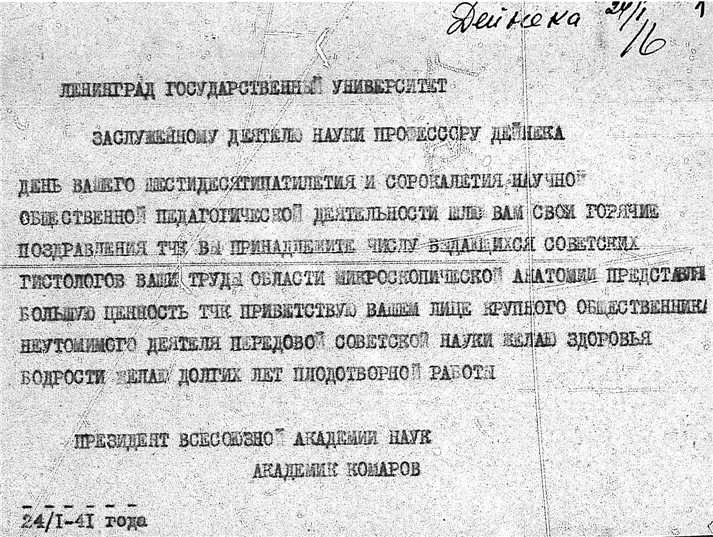 Дейнека 24/I
1
/16
ЛЕНИНГРАД ГОСУДАРСТВЕННЫЙ УНИВЕРСИТЕТ
ЗАСЛУЖЕННОМУ ДЕЯТЕЛЮ НАУКИ ПРОФЕССОРУ ДЕЙНЕКА
ДЕНЬ ВАШЕГО ШЕСТИДЕСЯТИПАТИЛЕТИЯ И СОРОКАЛЕТИЯ НАУЧНОЙ
ОБЩЕСТВЕННОЙ ПЕДАГОГИЧЕСКОЙ ДЕЯТЕЛЬНОСТИ ШЛЮ ВАМ СВОИ ГОРЯЧИЕ
ПОЗДРАВЛЕНИЯ ТЧК ВЫ ПРИНАДЛЕЖИТЕ ЧИСЛУ ВЫДАЮЩИХСЯ СОВЕТСКИХ
ГИСТОЛОГОВ ВАШИ ТРУДЫ ОБЛАСТИ МИКРОСКОПИЧЕСКОЙ АНАТОМИИ ПРЕДСТАВЛЯ
БОЛЬШУЮ ЦЕННОСТЬ ТЧК ПРИВЕТСТВУЮ ВАШЕМ ЛИЦЕ КРУПНОГО ОБЩЕСТВЕННИКА
НЕУТОМИМОГО ДЕЯТЕЛЯ ПЕРЕДОВОЙ СОВЕТСКОЙ НАУКИ ЖЕЛАЮ ЗДОРОВЬЯ
БОДРОСТИ ЖЕЛАЮ ДОЛГИХ ЛЕТ ПЛОДОТВОРНОЙ РАБОТЫ
ПРЕЗИДЕНТ ВСЕСОЮЗНОЙ АКАДЕМИИ НАУК
АКАДЕМИК КОМАРОВ
24/I-41 года